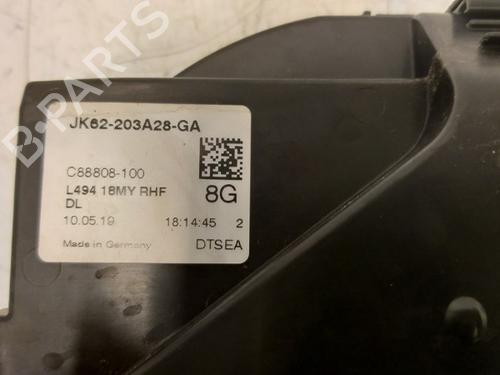 B-PARTS
JK62-203A28-GA
C88808-100
L494 18MY RHF
DL
8G
10.05.19 18:14:45 2
Made in Germany DTSEA